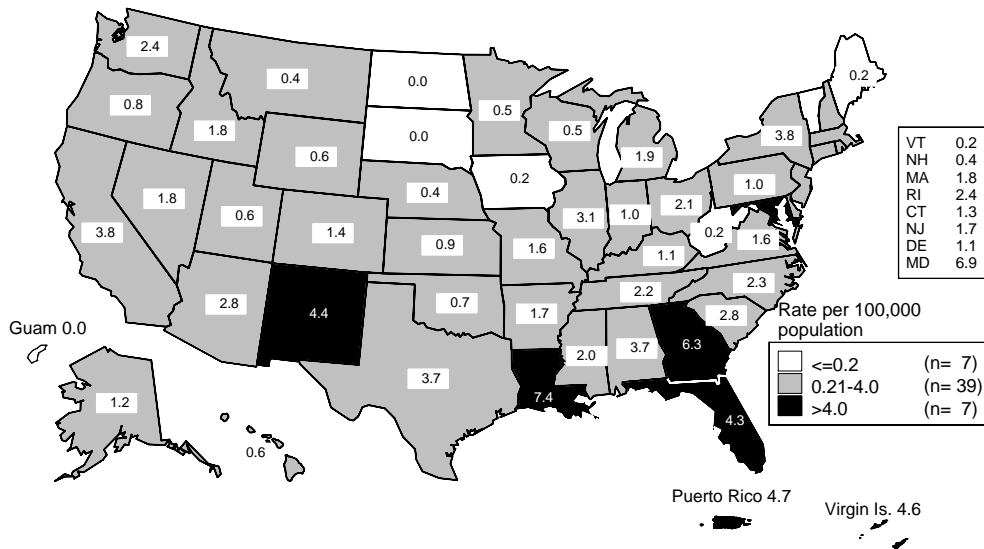 2.4
0.4
0.0
0.5
0.2
0.8
1.8
0.6
0.0
0.5
1.9
3.8
0.4
0.2
1.0
1.8
0.6
1.4
3.1
1.0
2.1
3.8
0.9
1.6
1.1
0.2
1.6
2.8
4.4
0.7
1.7
2.2
2.3
2.8
3.7
2.0
3.7
6.3
7.4
4.3
VT 0.2
NH 0.4
MA 1.8
RI 2.4
CT 1.3
NJ 1.7
DE 1.1
MD 6.9
Guam 0.0
1.2
0.6
Rate per 100,000
population
<=0.2 (n= 7)
0.21-4.0 (n= 39)
>4.0 (n= 7)
Puerto Rico 4.7
Virgin Is. 4.6